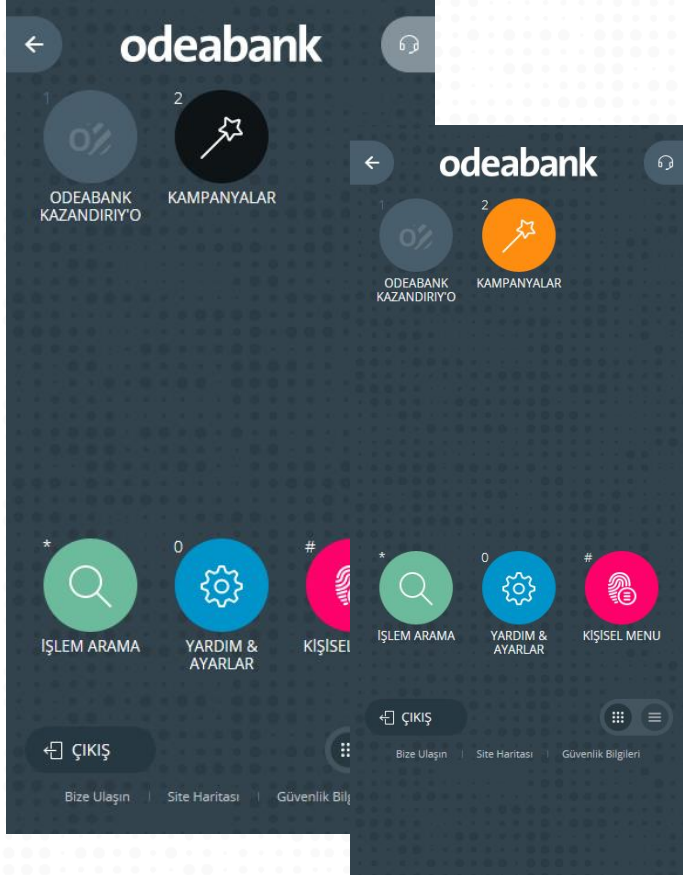 odeabank
1
2
ODEABANK
KAZANDIRIY'O
KAMPANYALAR
*
0
#
İŞLEM ARAMA
YARDIM &
AYARLAR
KİŞİSEL
ÇIKIŞ
Bize Ulaşın
Site Haritası
Güvenlik Bilg
odeabank
1
2
ODEABANK
KAZANDIRIY'O
KAMPANYALAR
*
0
#
İŞLEM ARAMA
YARDIM &
AYARLAR
KİŞİSEL MENU
ÇIKIŞ
Bize Ulaşın
Site Haritası
Güvenlik Bilgileri